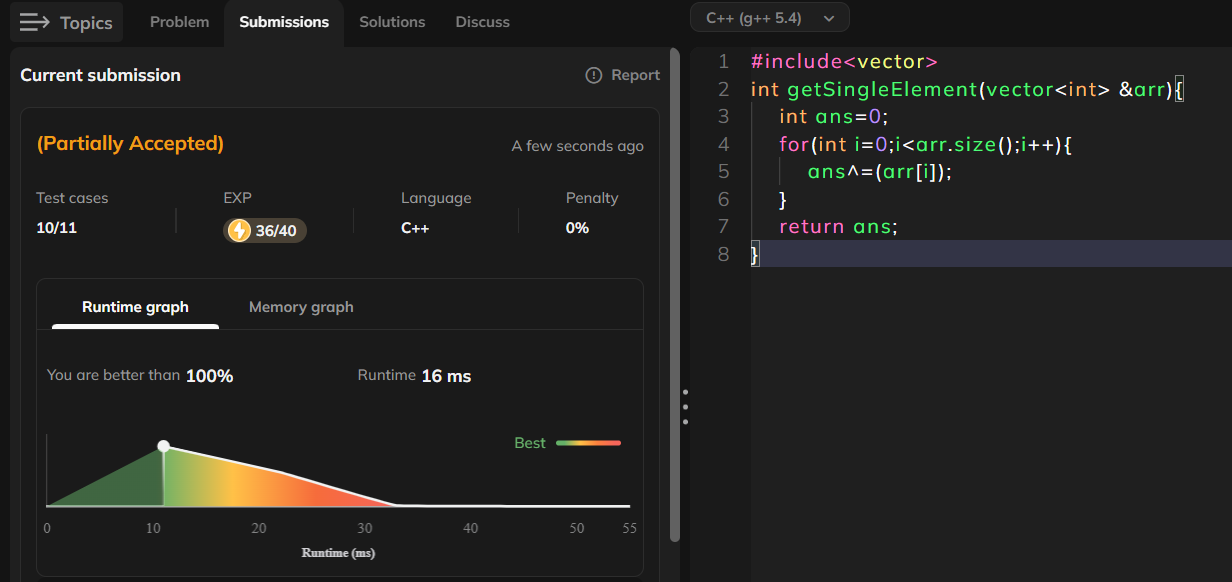 Topics Problem Submissions Solutions Discuss
Current submission Report
(Partially Accepted) A few seconds ago
Test cases EXP Language Penalty
10/11 36/40 C++ 0%
Runtime graph Memory graph
You are better than 100% Runtime 16 ms
Best
0 10 20 30 40 50 55
Runtime (ms)
C++ (g++ 5.4)
1 #include<vector>
2 int getSingleElement(vector<int> &arr){
3 int ans=0;
4 for(int i=0;i<arr.size();i++){
5 ans^=(arr[i]);
6 }
7 return ans;
8 }